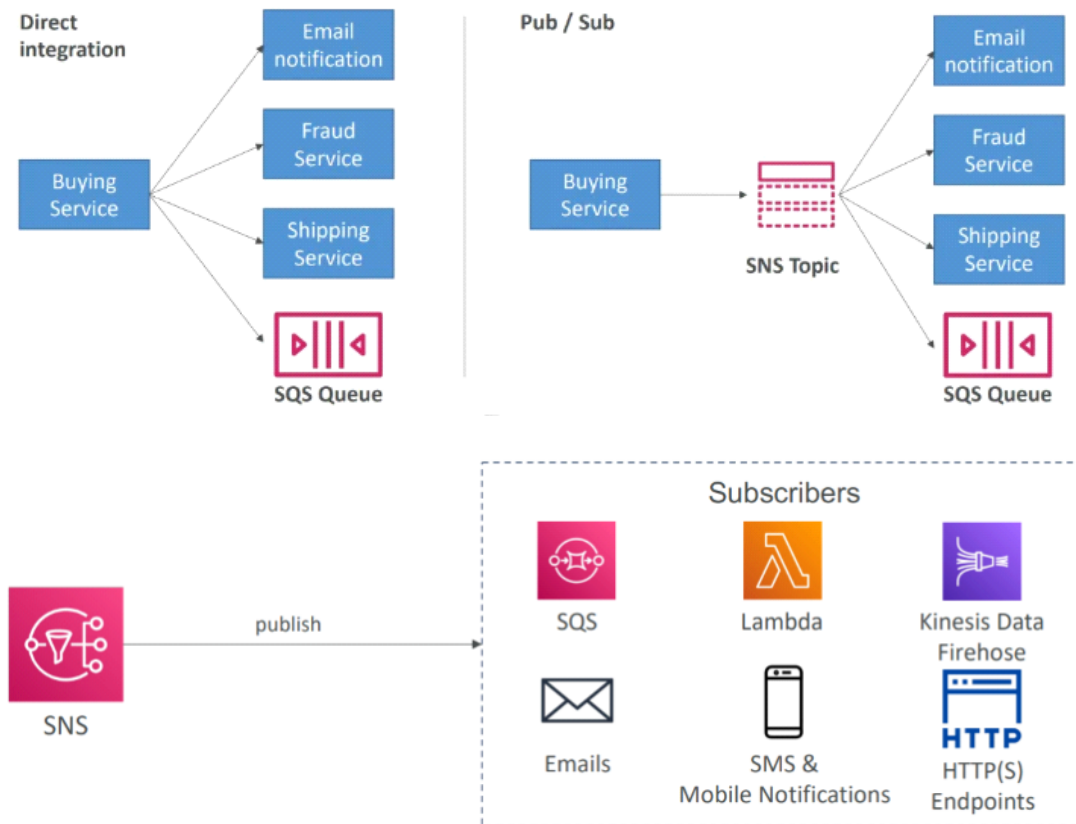 Direct
integration
Email
notification
Fraud
Service
Buying
Service
Shipping
Service
SQS Queue
Pub / Sub
Email
notification
Fraud
Service
Buying
Service
SNS Topic
Shipping
Service
SQS Queue
Subscribers
SQS
Lambda
Kinesis Data
Firehose
publish
SNS
HTTP
Emails
SMS &
Mobile Notifications
HTTP(S)
Endpoints